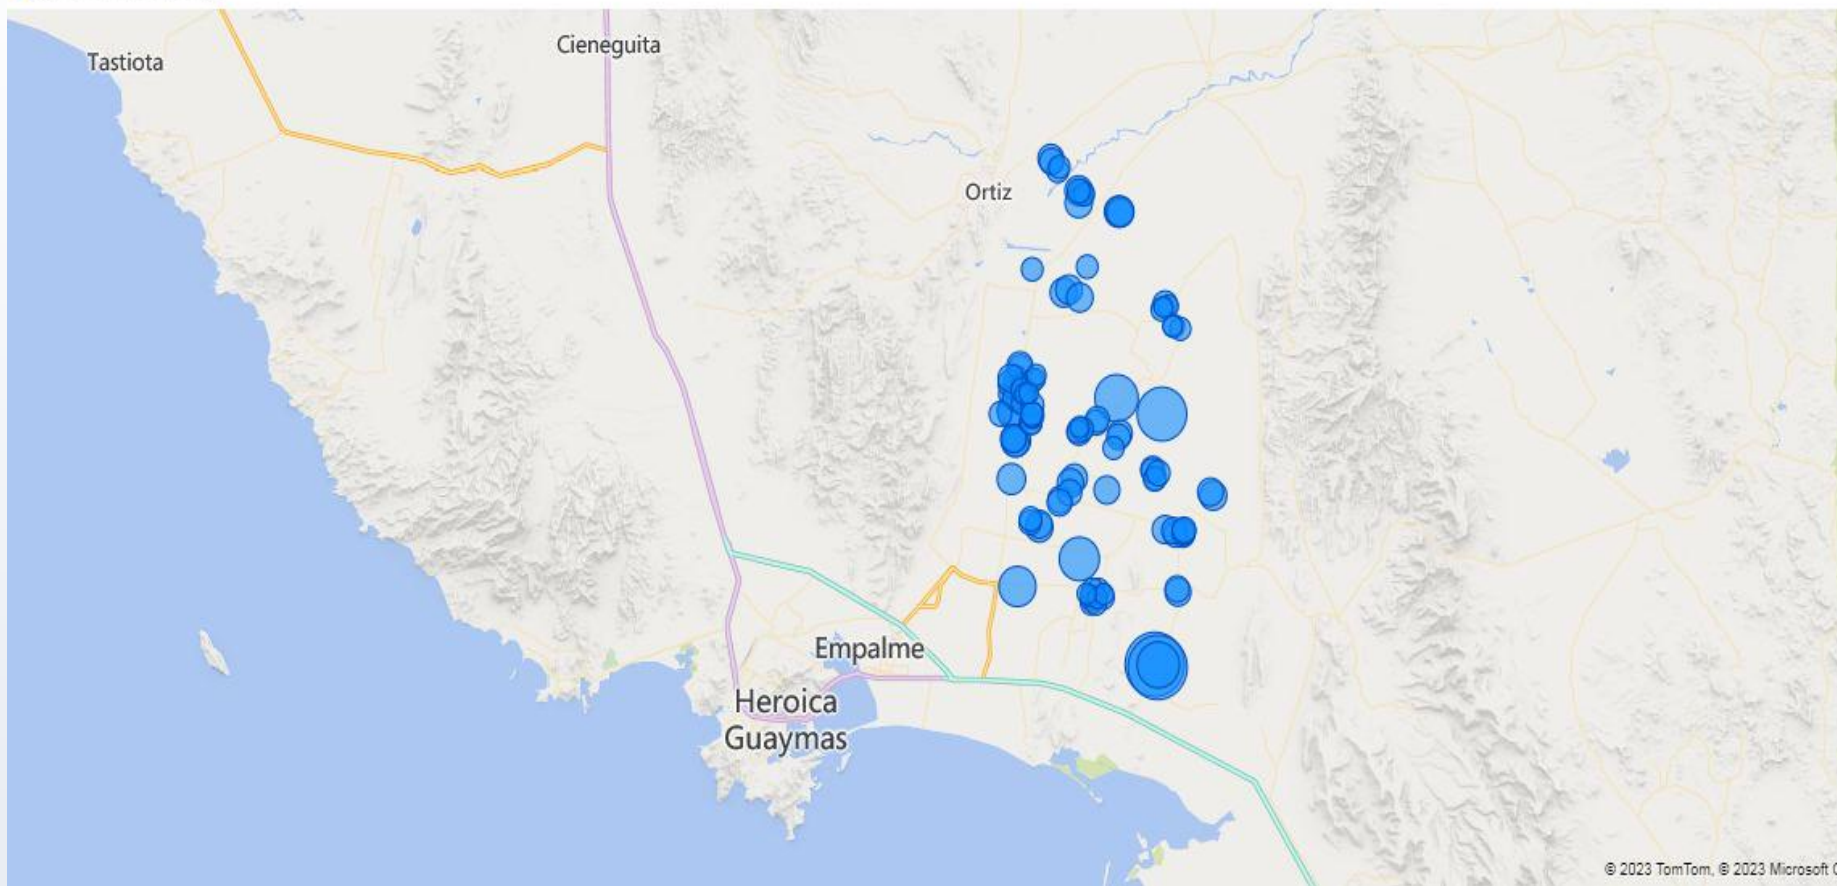 Cieneguita
Tastiota
Ortiz
Empalme
Heroica
Guaymas
© 2023 TomTom, © 2023 Microsoft C